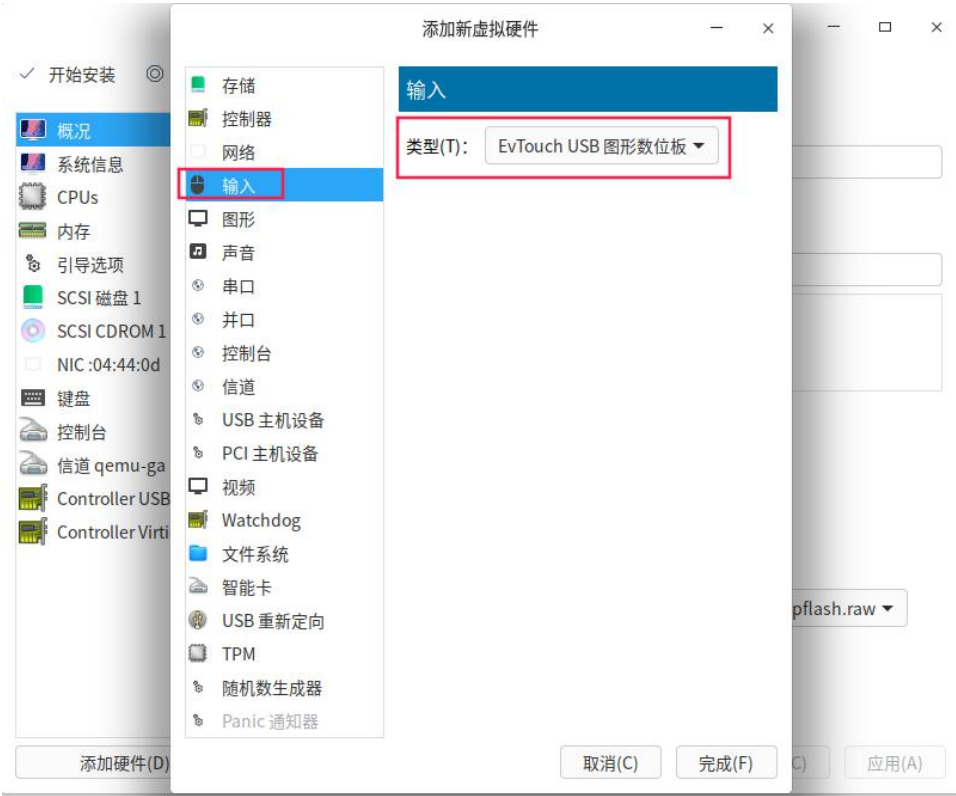 添加新虚拟硬件
开始安装
概况
系统信息
CPUs
内存
引导选项
SCSI 磁盘 1
SCSI CDROM 1
NIC :04:44:0d
键盘
控制台
信道 qemu-ga
Controller USB
Controller Virti
添加硬件(D)
存储
控制器
网络
输入
图形
声音
串口
并口
控制台
信道
USB 主机设备
PCI 主机设备
视频
Watchdog
文件系统
智能卡
USB 重新定向
TPM
随机数生成器
Panic 通知器
输入
类型(T): EvTouch USB 图形数位板
取消(C) 完成(F)
pflash.raw
C) 应用(A)